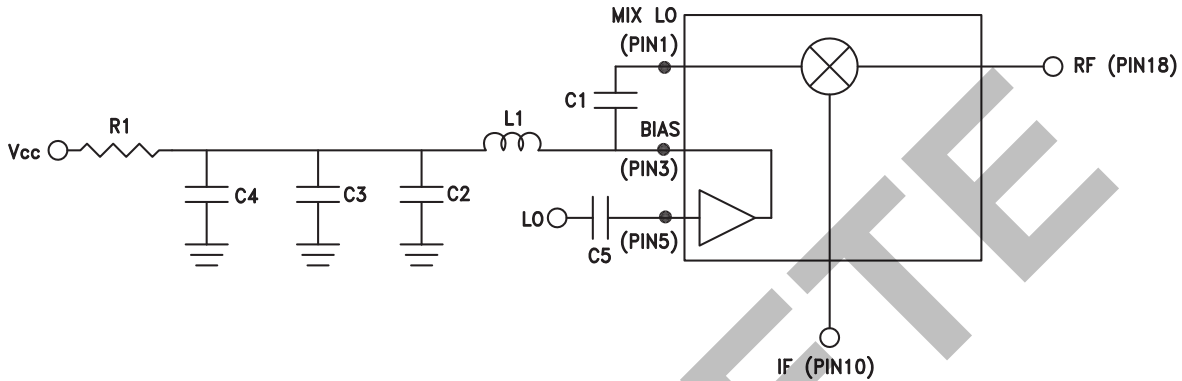 MIX LO
(PIN1)
RF (PIN18)
C1
R1
L1
BIAS
Vcc
(PIN3)
C4
C3
C2
LO
C5
(PIN5)
IF (PIN10)
ETE